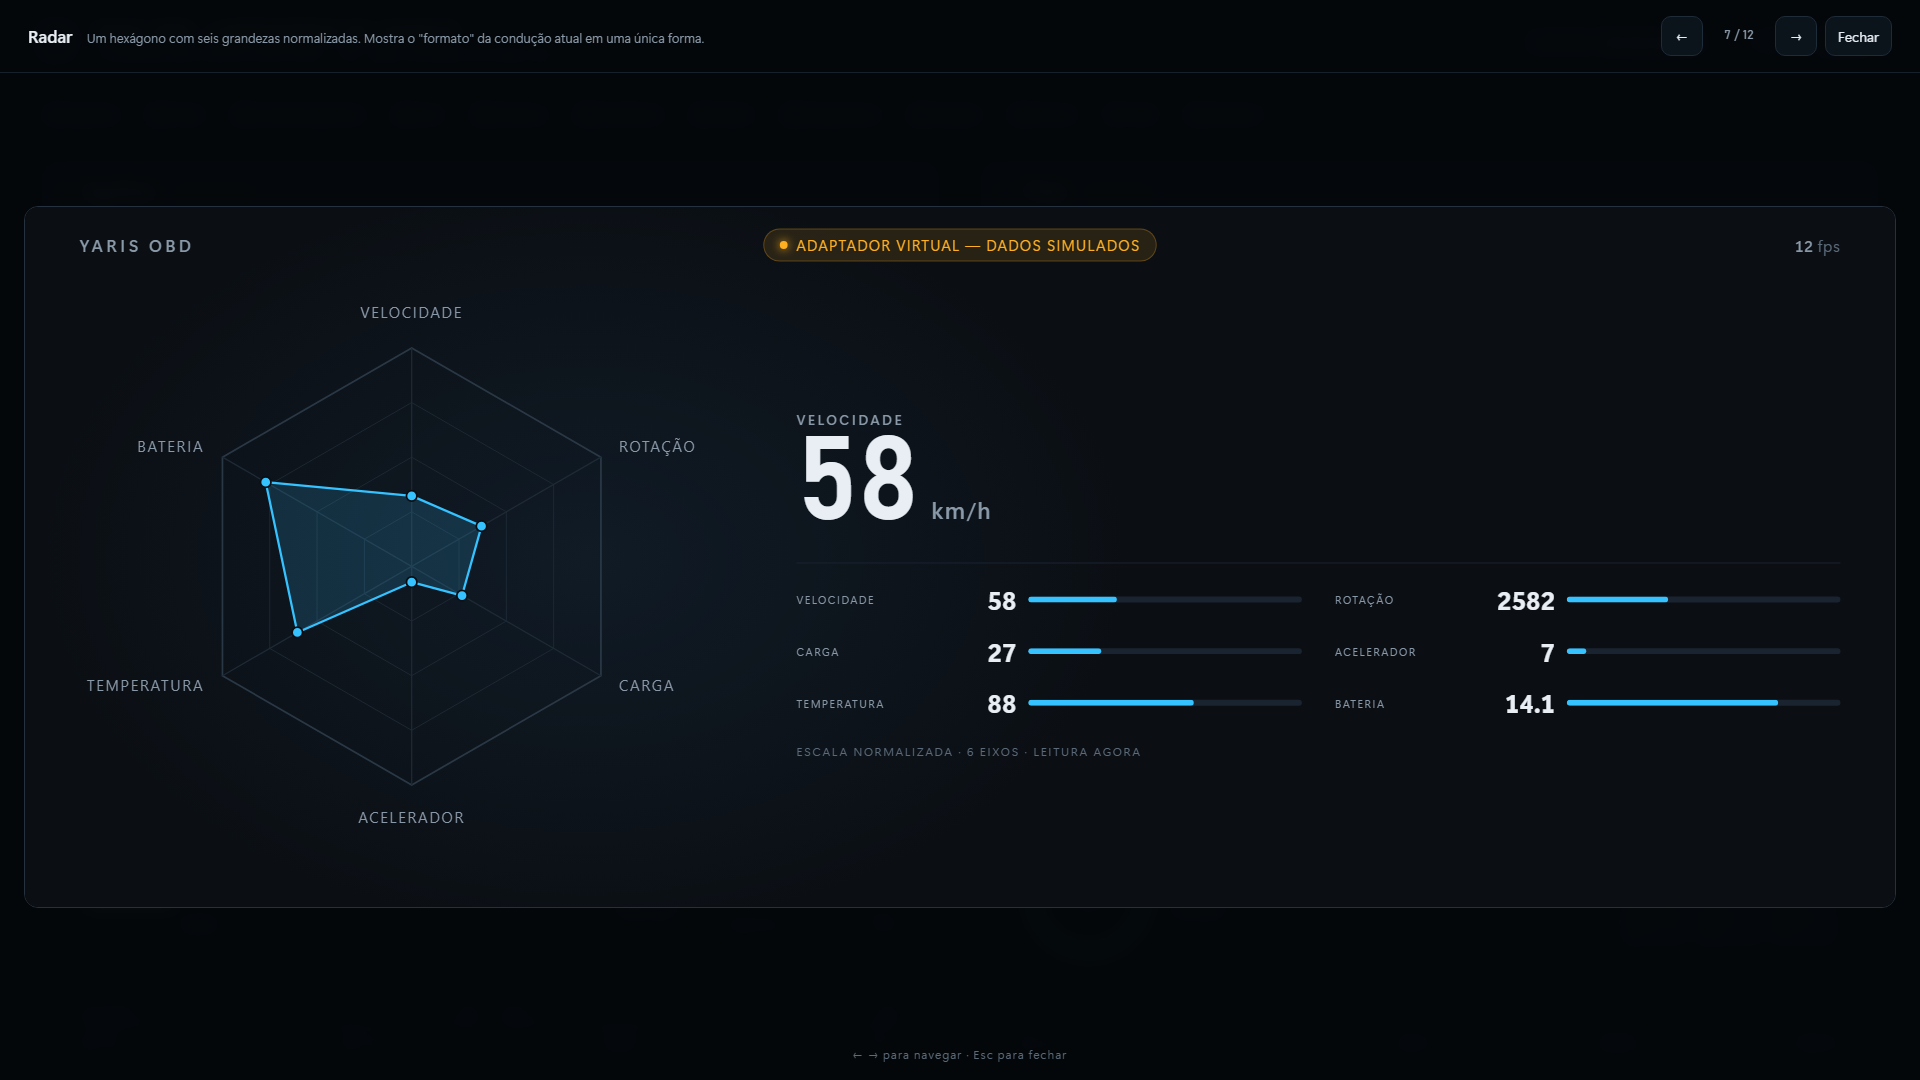 Radar
Um hexágono com seis grandezas normalizadas. Mostra o "formato" da condução atual em uma única forma.
←
7 / 12
→
Fechar
YARIS OBD
ADAPTADOR VIRTUAL — DADOS SIMULADOS
12 fps
VELOCIDADE
BATERIA
ROTAÇÃO
TEMPERATURA
CARGA
ACELERADOR
VELOCIDADE
58 km/h
VELOCIDADE 58
ROTAÇÃO 2582
CARGA 27
ACELERADOR 7
TEMPERATURA 88
BATERIA 14.1
ESCALA NORMALIZADA · 6 EIXOS · LEITURA AGORA
← → para navegar · Esc para fechar